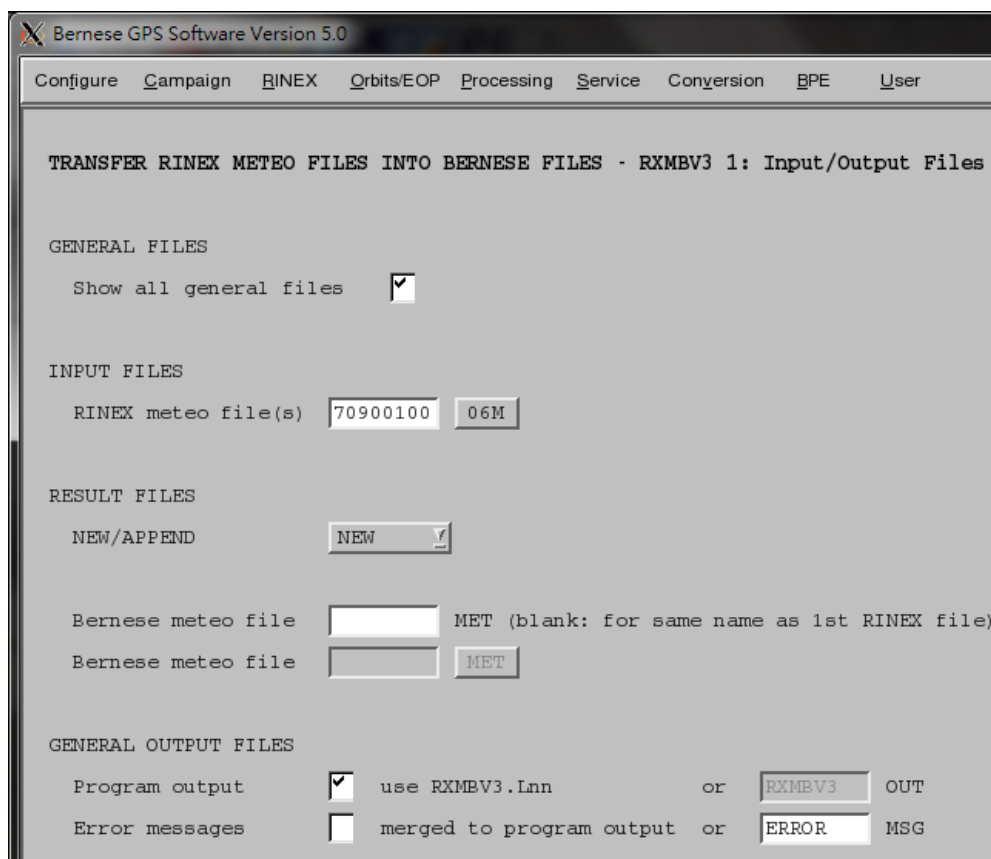 Bernese GPS Software Version 5.0
Configure Campaign RINEX Orbits/EOP Processing Service Conversion BPE User
TRANSFER RINEX METEO FILES INTO BERNESE FILES - RXMBV3 1: Input/Output Files
GENERAL FILES
Show all general files
INPUT FILES
RINEX meteo file(s) 70900100 06M
RESULT FILES
NEW/APPEND NEW
Bernese meteo file MET (blank: for same name as 1st RINEX file)
Bernese meteo file MET
GENERAL OUTPUT FILES
Program output use RXMBV3.Lnn or RXMBV3 OUT
Error messages merged to program output or ERROR MSG